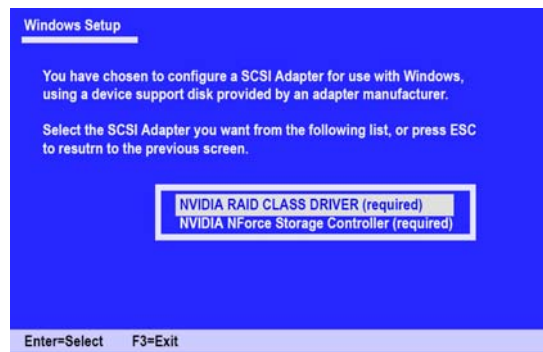 Windows Setup
You have chosen to configure a SCSI Adapter for use with Windows,
using a device support disk provided by an adapter manufacturer.
Select the SCSI Adapter you want from the following list, or press ESC
to resutrn to the previous screen.
NVIDIA RAID CLASS DRIVER (required)
NVIDIA NForce Storage Controller (required)
Enter=Select F3=Exit